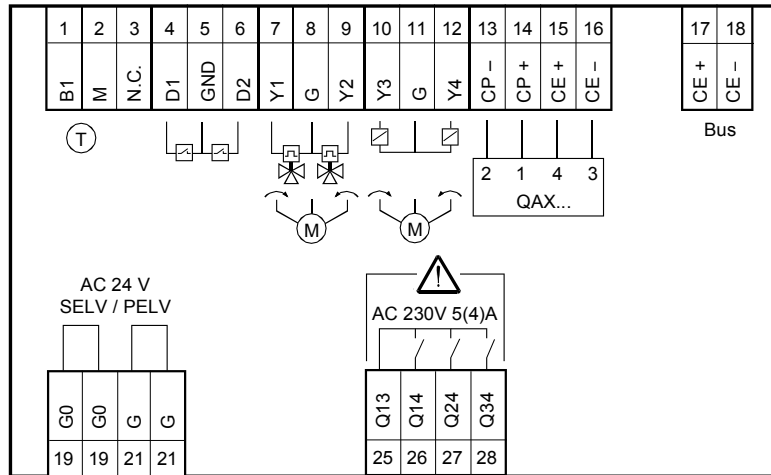 1 2 3 4 5 6 7 8 9 10 11 12 13 14 15 16 17 18
B1 M N.C. D1 GND D2 Y1 G Y2 Y3 G Y4 CP – CP + CE + CE – CE + CE –
T
Bus
2 1 4 3
QAX...
M M
AC 24 V
SELV / PELV
!
AC 230V 5(4)A
G0 G0 G G Q13 Q14 Q24 Q34
19 19 21 21 25 26 27 28